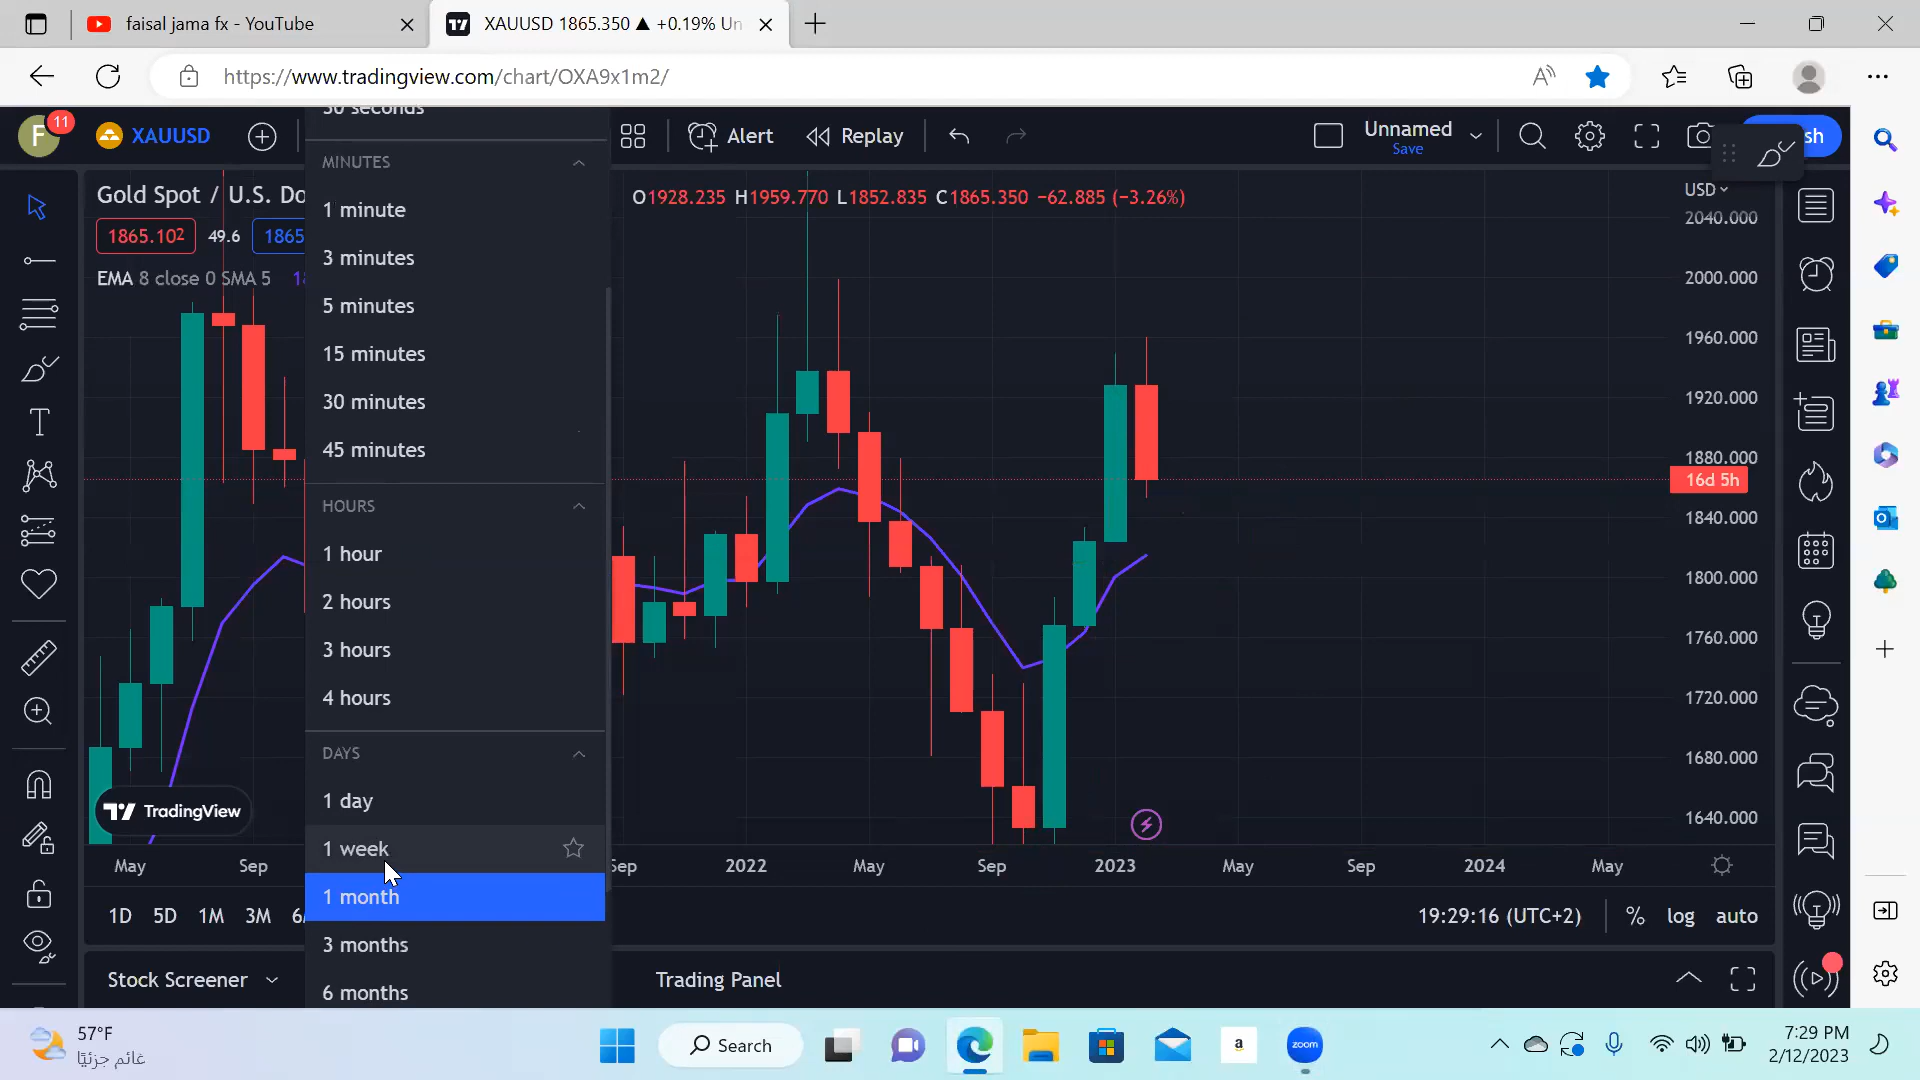 faisal jama fx - YouTube
XAUUSD 1865.350 ▲ +0.19% Un
https://www.tradingview.com/chart/OXA9x1m2/
F
11
XAUUSD
Alert
Replay
Unnamed
Save
sh
30 seconds
MINUTES
1 minute
3 minutes
5 minutes
15 minutes
30 minutes
45 minutes
HOURS
1 hour
2 hours
3 hours
4 hours
DAYS
1 day
1 week
1 month
3 months
6 months
Gold Spot / U.S. Do
1865.102
49.6
1865
EMA 8 close 0 SMA 5 18
O1928.235 H1959.770 L1852.835 C1865.350 −62.885 (−3.26%)
USD
2040.000
2000.000
1960.000
1920.000
1880.000
16d 5h
1840.000
1800.000
1760.000
1720.000
1680.000
1640.000
TradingView
May
Sep
Sep
2022
May
Sep
2023
May
Sep
2024
May
1D 5D 1M 3M 6
19:29:16 (UTC+2)
% log auto
Stock Screener
Trading Panel
57°F
غائم جزئيًا
Search
a
zoom
7:29 PM
2/12/2023